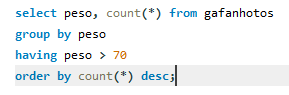 select peso, count(*) from gafanhotos
group by peso
having peso > 70
order by count(*) desc;